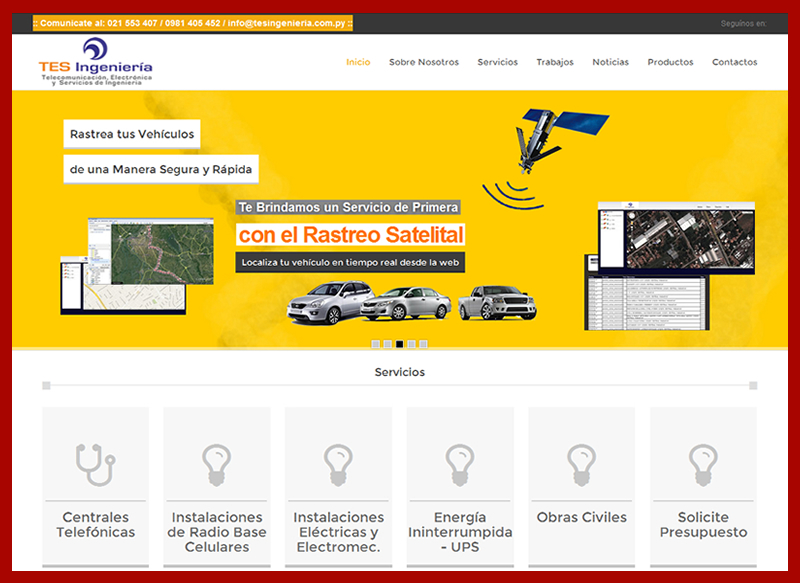 :: Comunicate al: 021 553 407 / 0981 405 452 / info@tesingenieria.com.py ::
Seguínos en:
TES Ingeniería
Telecomunicación, Electrónica
y Servicios de Ingeniería
Inicio
Sobre Nosotros
Servicios
Trabajos
Noticias
Productos
Contactos
Rastrea tus Vehículos
de una Manera Segura y Rápida
Te Brindamos un Servicio de Primera
con el Rastreo Satelital
Localiza tu vehículo en tiempo real desde la web
Servicios
Centrales
Telefónicas
Instalaciones
de Radio Base
Celulares
Instalaciones
Eléctricas y
Electromec.
Energía
Ininterrumpida
- UPS
Obras Civiles
Solicite
Presupuesto